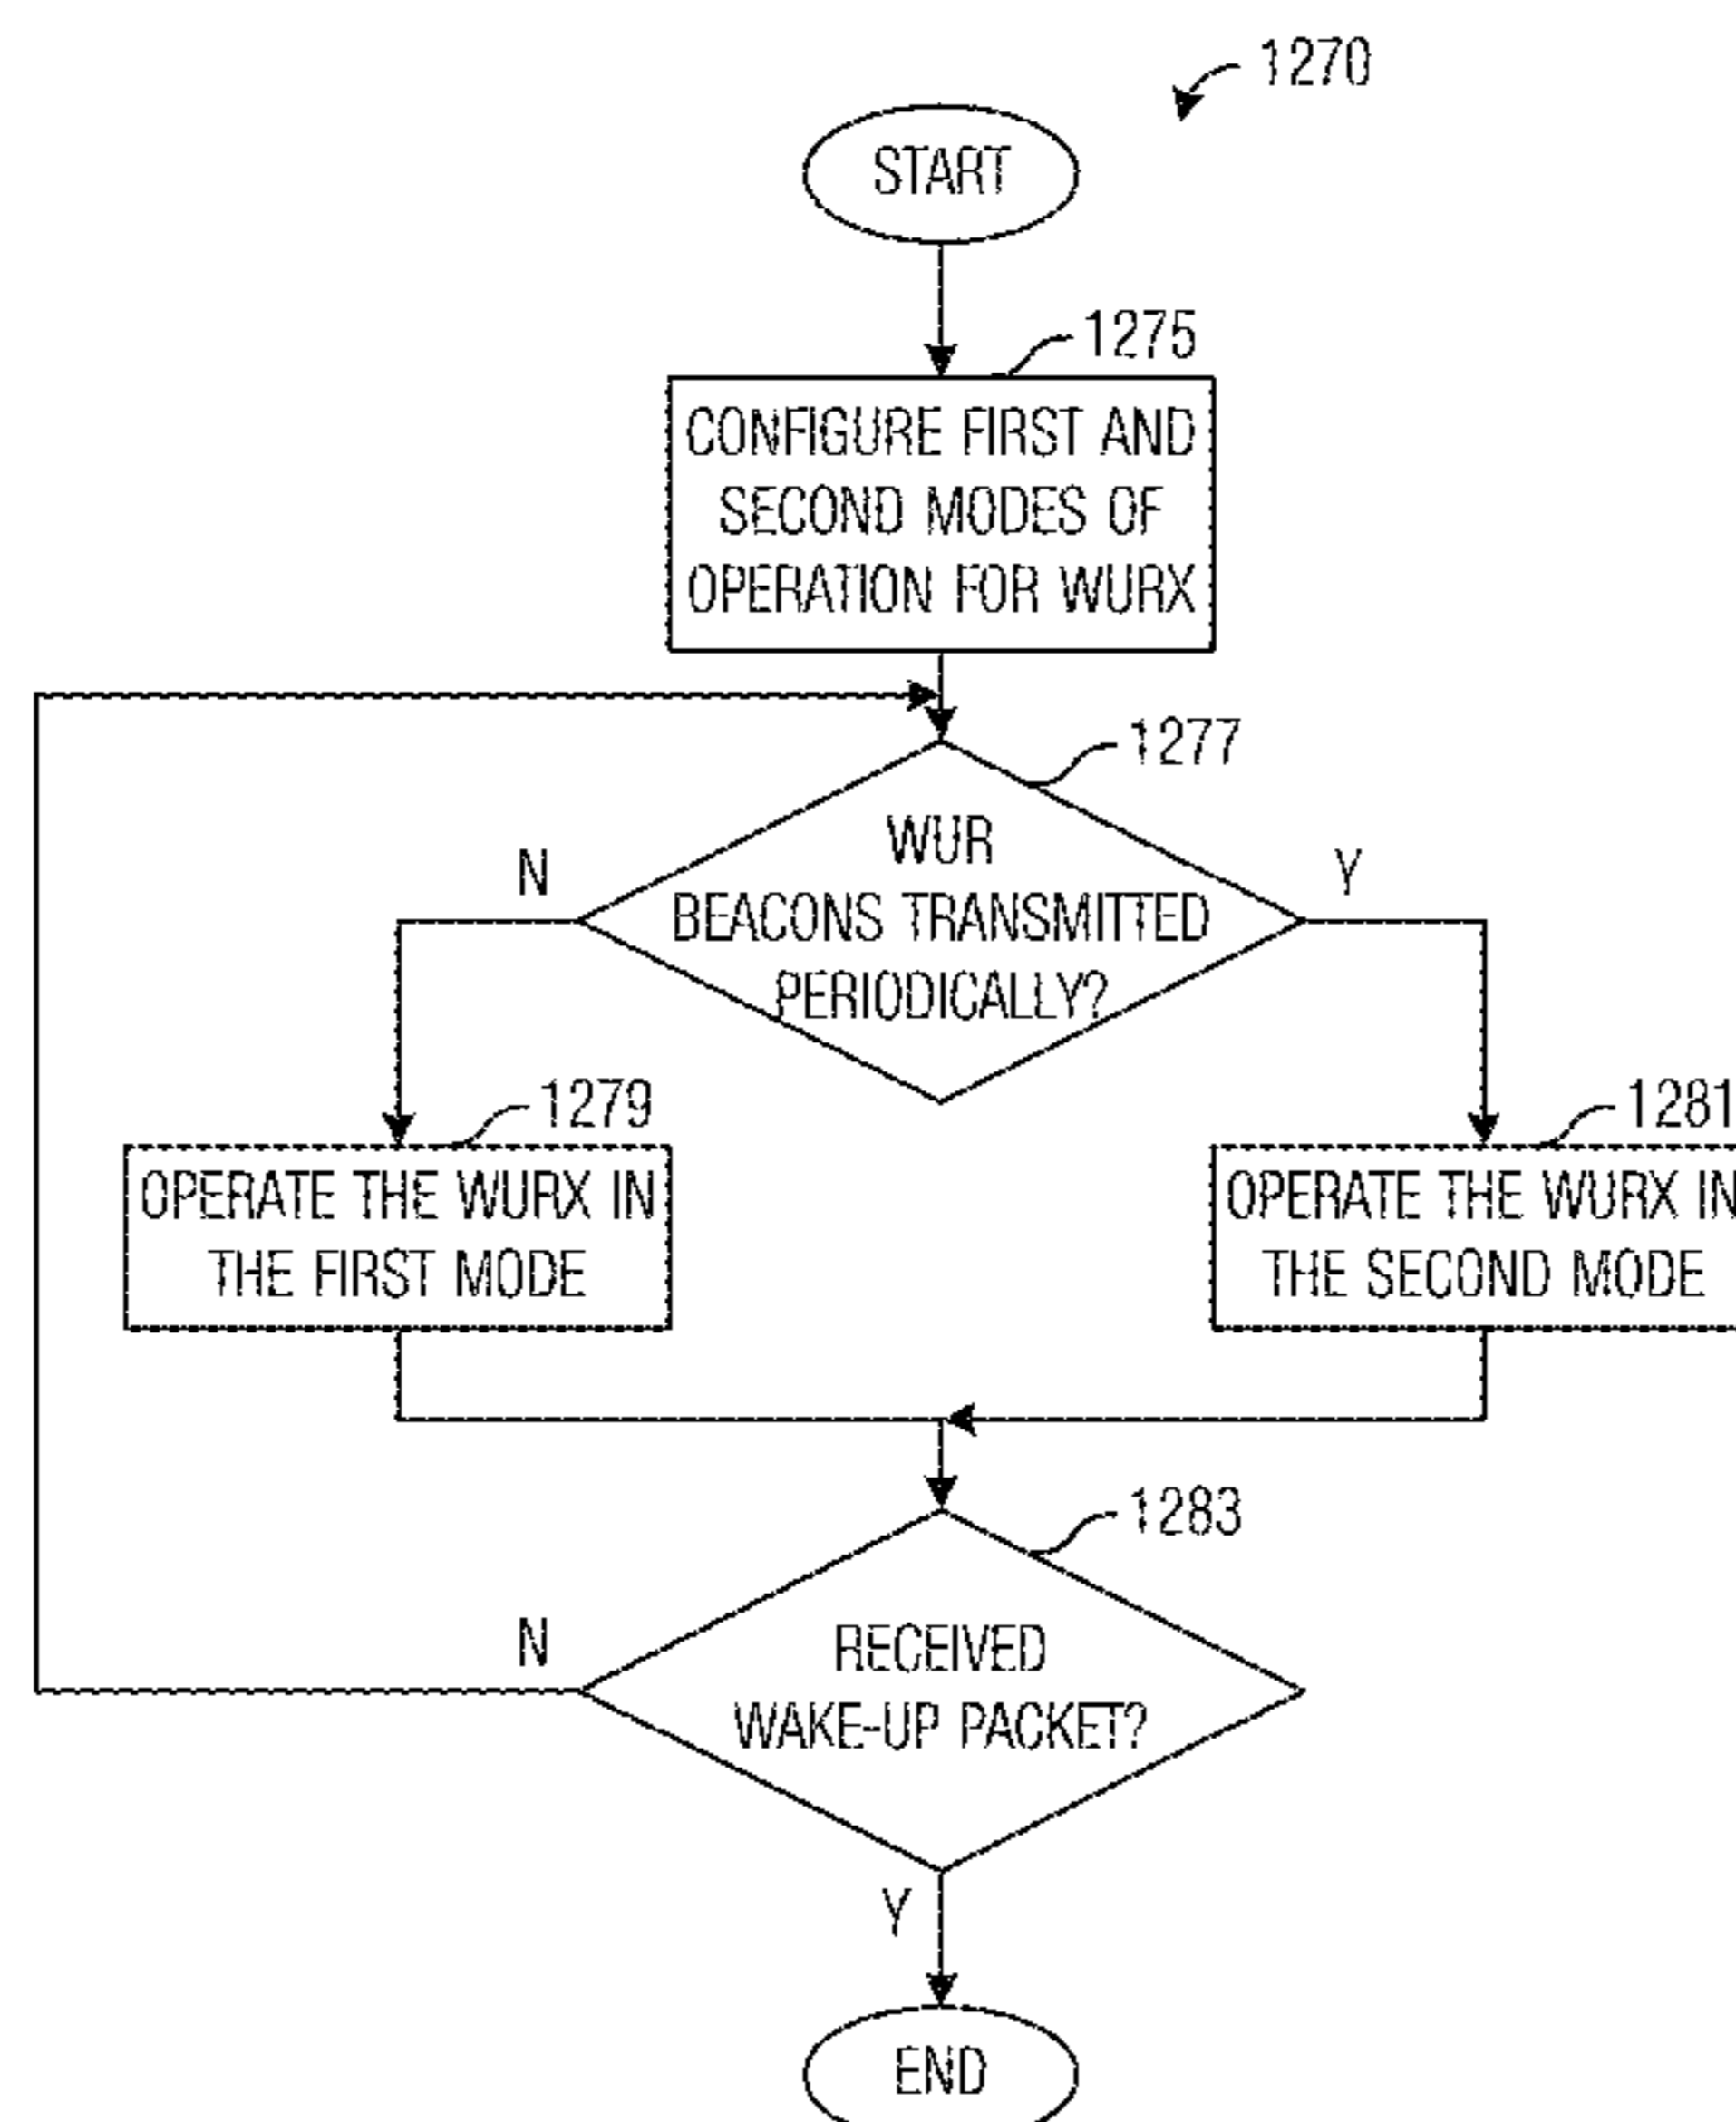 1270
START
1275
CONFIGURE FIRST AND
SECOND MODES OF
OPERATION FOR WURX
1277
WUR
BEACONS TRANSMITTED
PERIODICALLY?
N
Y
1279
OPERATE THE WURX IN
THE FIRST MODE
1281
OPERATE THE WURX IN
THE SECOND MODE
1283
RECEIVED
WAKE-UP PACKET?
N
Y
END